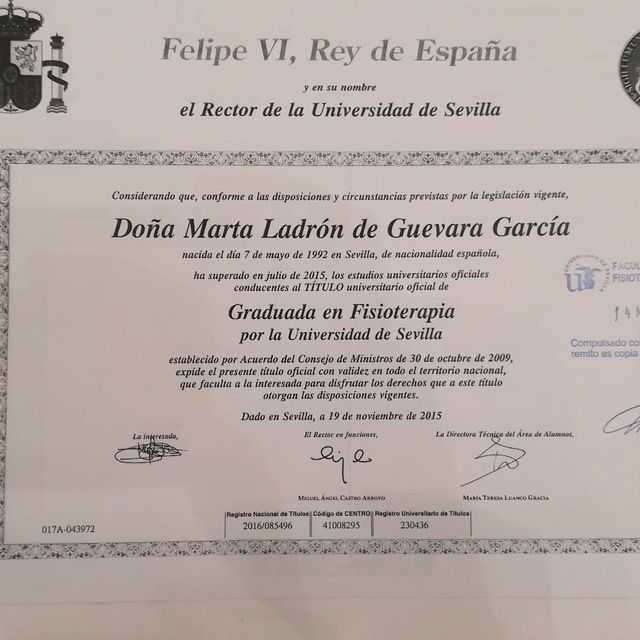 Felipe VI, Rey de España
y en su nombre
el Rector de la Universidad de Sevilla
Considerando que, conforme a las disposiciones y circunstancias previstas por la legislación vigente,
Doña Marta Ladrón de Guevara García
nacida el día 7 de mayo de 1992 en Sevilla, de nacionalidad española,
ha superado en julio de 2015, los estudios universitarios oficiales
conducentes al TÍTULO universitario oficial de
Graduada en Fisioterapia
por la Universidad de Sevilla
establecido por Acuerdo del Consejo de Ministros de 30 de octubre de 2009,
expide el presente título oficial con validez en todo el territorio nacional,
que faculta a la interesada para disfrutar los derechos que a este título
otorgan las disposiciones vigentes.
Dado en Sevilla, a 19 de noviembre de 2015
La interesada,
El Rector en funciones,
La Directora Técnica del Área de Alumnos,
MIGUEL ÁNGEL CASTRO ARROYO
MARÍA TERESA LUANCO GRACIA
Registro Nacional de Títulos Código de CENTRO Registro Universitario de Títulos
2016/085496 41008295 230436
017A-043972
FACUL
FISIOT
14 M
Compulsado co
remito es copia